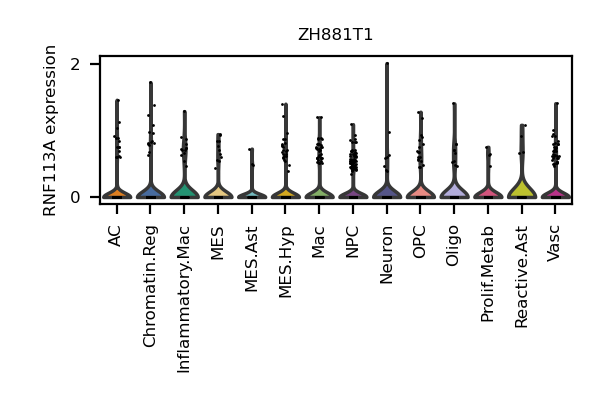 ZH881T1
RNF113A expression
2
0
AC
Chromatin.Reg
Inflammatory.Mac
MES
MES.Ast
MES.Hyp
Mac
NPC
Neuron
OPC
Oligo
Prolif.Metab
Reactive.Ast
Vasc